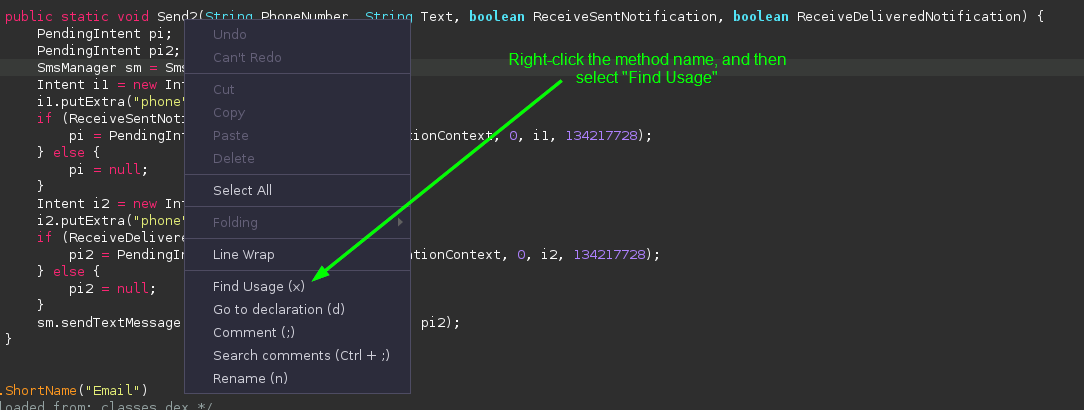 public static void Send2(String PhoneNumber, String Text, boolean ReceiveSentNotification, boolean ReceiveDeliveredNotification) {
PendingIntent pi;
PendingIntent pi2;
SmsManager sm = Sms
Intent i1 = new Int
i1.putExtra("phone"
if (ReceiveSentNoti
pi = PendingInt
tionContext, 0, i1, 134217728);
} else {
pi = null;
}
Intent i2 = new Int
i2.putExtra("phone"
if (ReceiveDelivere
pi2 = PendingIn
ationContext, 0, i2, 134217728);
} else {
pi2 = null;
}
sm.sendTextMessage
pi2);
}
.ShortName("Email")
loaded from: classes.dex */
Undo
Can't Redo
Cut
Copy
Paste
Delete
Select All
Folding
Line Wrap
Find Usage (x)
Go to declaration (d)
Comment (;)
Search comments (Ctrl + ;)
Rename (n)
Right-click the method name, and then
select "Find Usage"